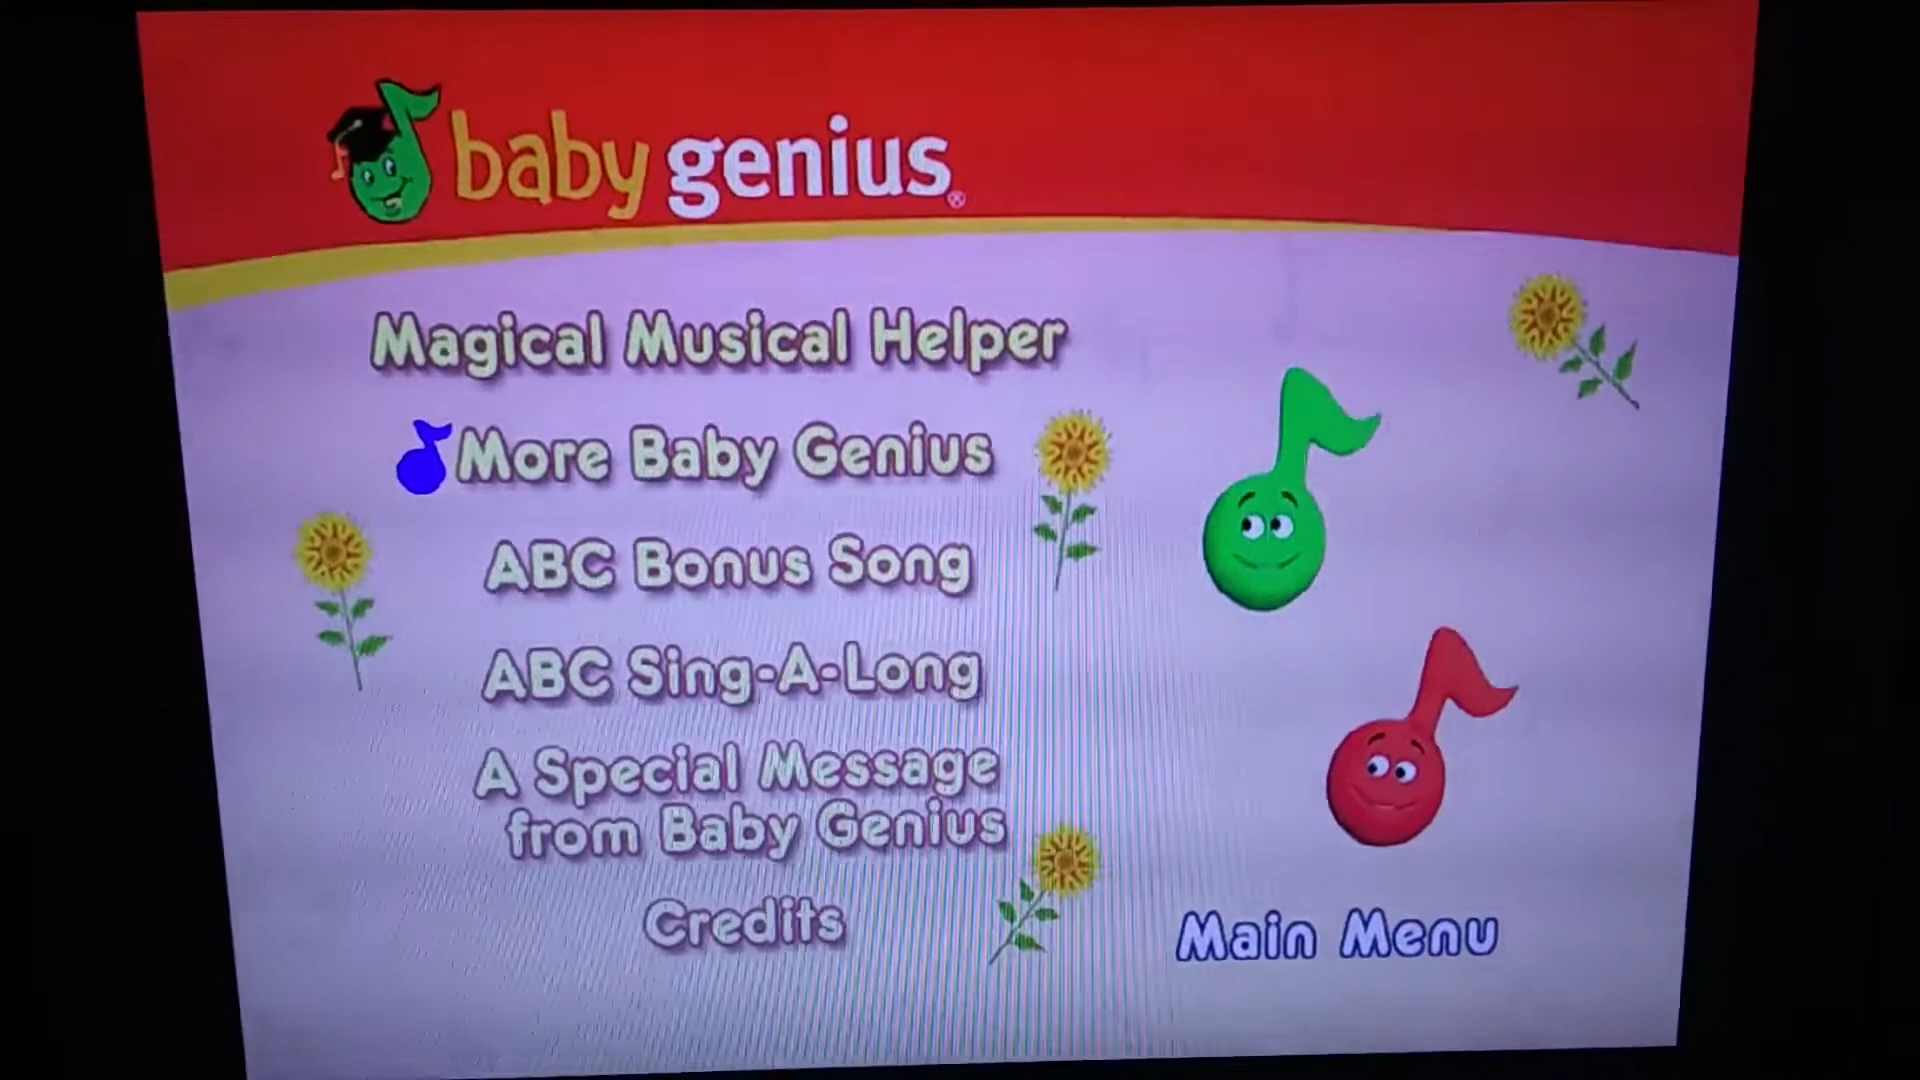 baby genius®
Magical Musical Helper
More Baby Genius
ABC Bonus Song
ABC Sing-A-Long
A Special Message
from Baby Genius
Credits
Main Menu